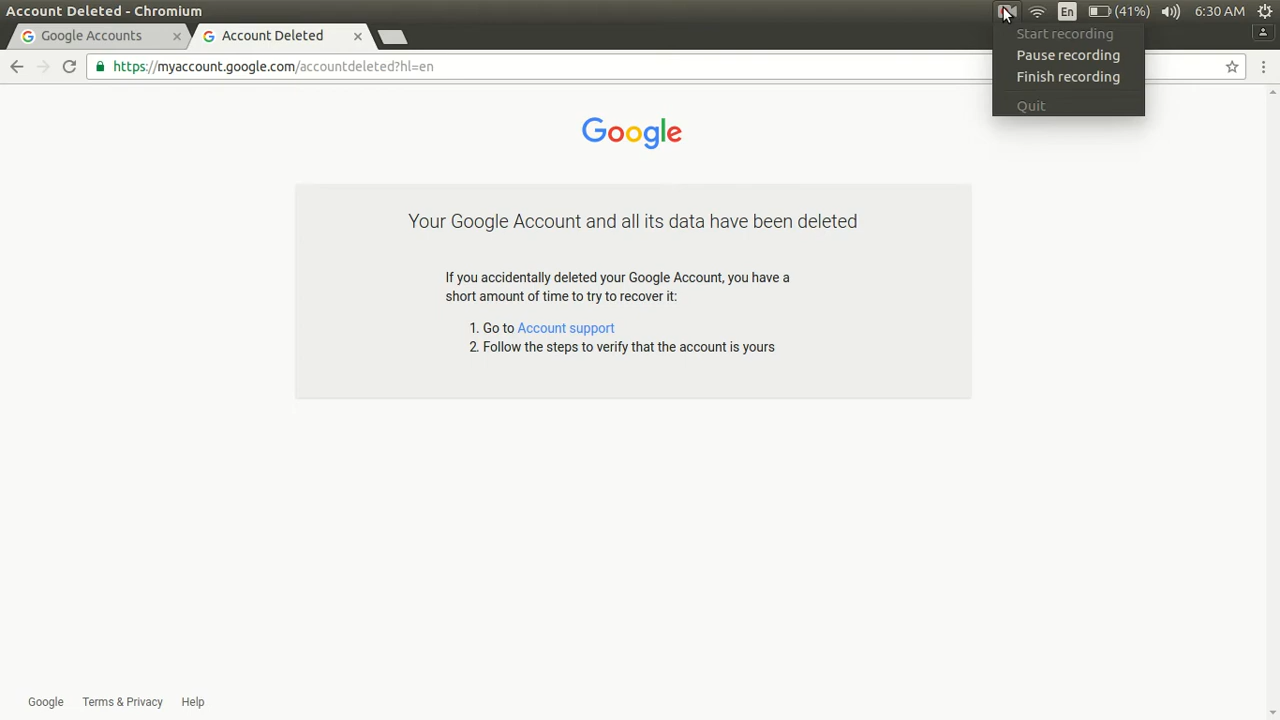 Account Deleted - Chromium
En
(41%)
6:30 AM
Google Accounts
Account Deleted
https://myaccount.google.com/accountdeleted?hl=en
Start recording
Pause recording
Finish recording
Quit
Google
Your Google Account and all its data have been deleted
If you accidentally deleted your Google Account, you have a
short amount of time to try to recover it:
1. Go to Account support
2. Follow the steps to verify that the account is yours
Google
Terms & Privacy
Help